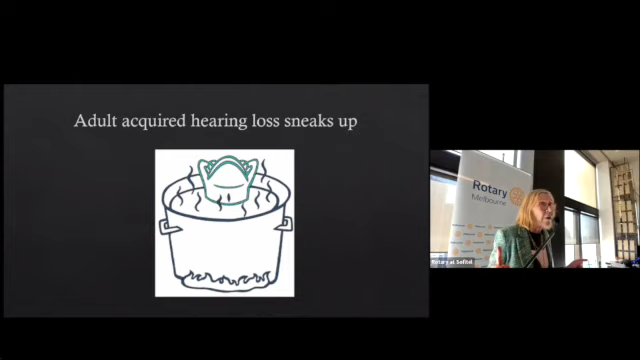 Adult acquired hearing loss sneaks up
Rotary
Melbourne
Rotary at Sofitel